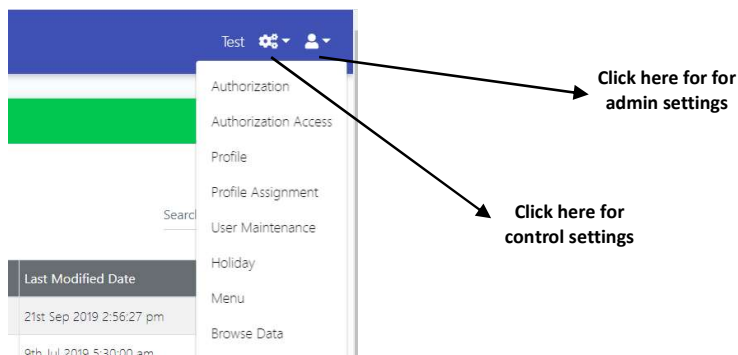 Test
Authorization
Authorization Access
Profile
Profile Assignment
User Maintenance
Holiday
Menu
Browse Data
Searc
Last Modified Date
21st Sep 2019 2:56:27 pm
9th Jul 2019 5:30:00 am
Click here for for
admin settings
Click here for
control settings